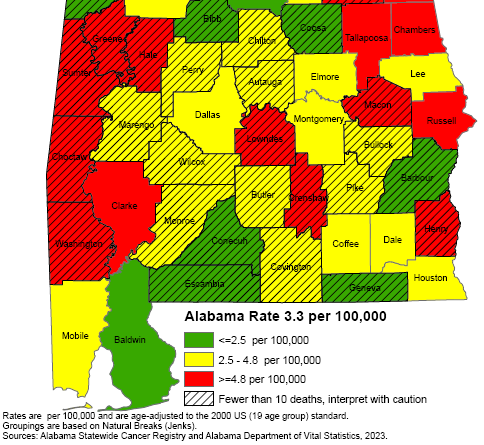 Bibb
Coosa
Tallapoosa
Chambers
Greene
Hale
Chilton
Sumter
Perry
Autauga
Elmore
Lee
Macon
Russell
Marengo
Dallas
Montgomery
Lowndes
Bullock
Choctaw
Wilcox
Barbour
Clarke
Butler
Crenshaw
Pike
Monroe
Washington
Conecuh
Coffee
Dale
Henry
Covington
Escambia
Geneva
Houston
Mobile
Baldwin
Alabama Rate 3.3 per 100,000
<=2.5 per 100,000
2.5 - 4.8 per 100,000
>=4.8 per 100,000
Fewer than 10 deaths, interpret with caution
Rates are per 100,000 and are age-adjusted to the 2000 US (19 age group) standard.
Groupings are based on Natural Breaks (Jenks).
Sources: Alabama Statewide Cancer Registry and Alabama Department of Vital Statistics, 2023.